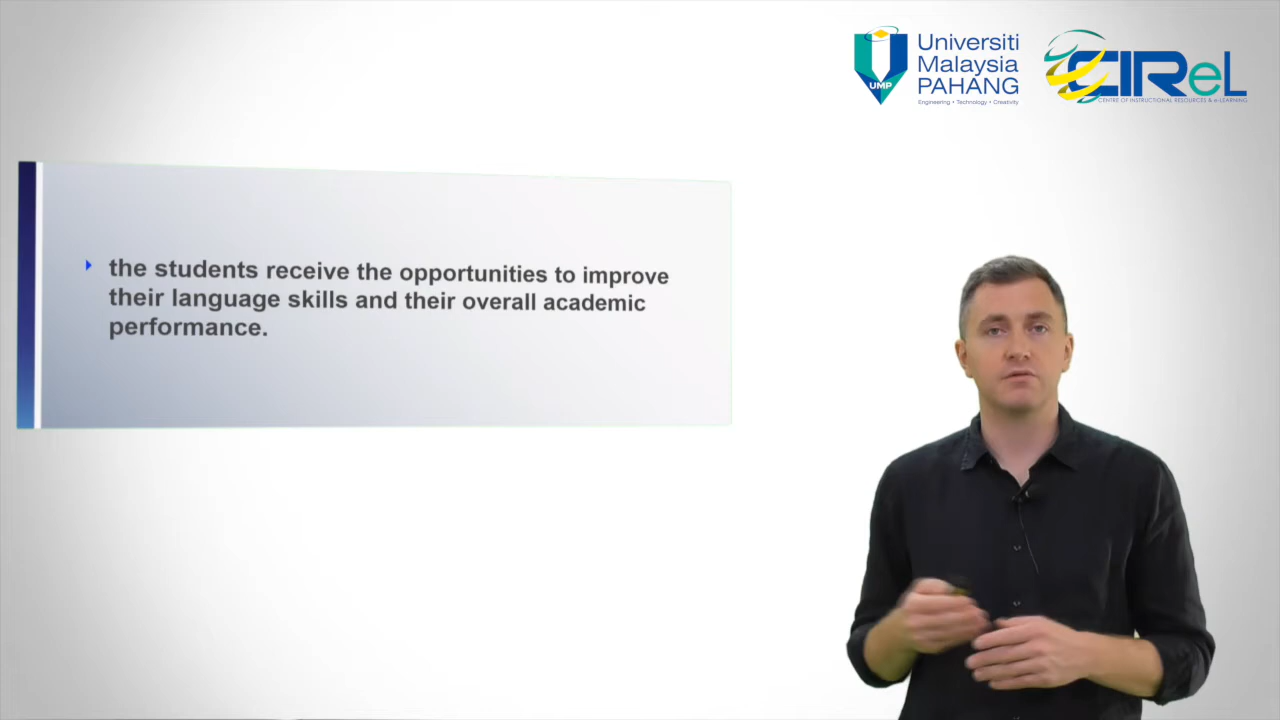 Universiti
Malaysia
PAHANG
Engineering • Technology • Creativity
UMP
CIReL
CENTRE OF INSTRUCTIONAL RESOURCES & e-LEARNING
the students receive the opportunities to improve
their language skills and their overall academic
performance.